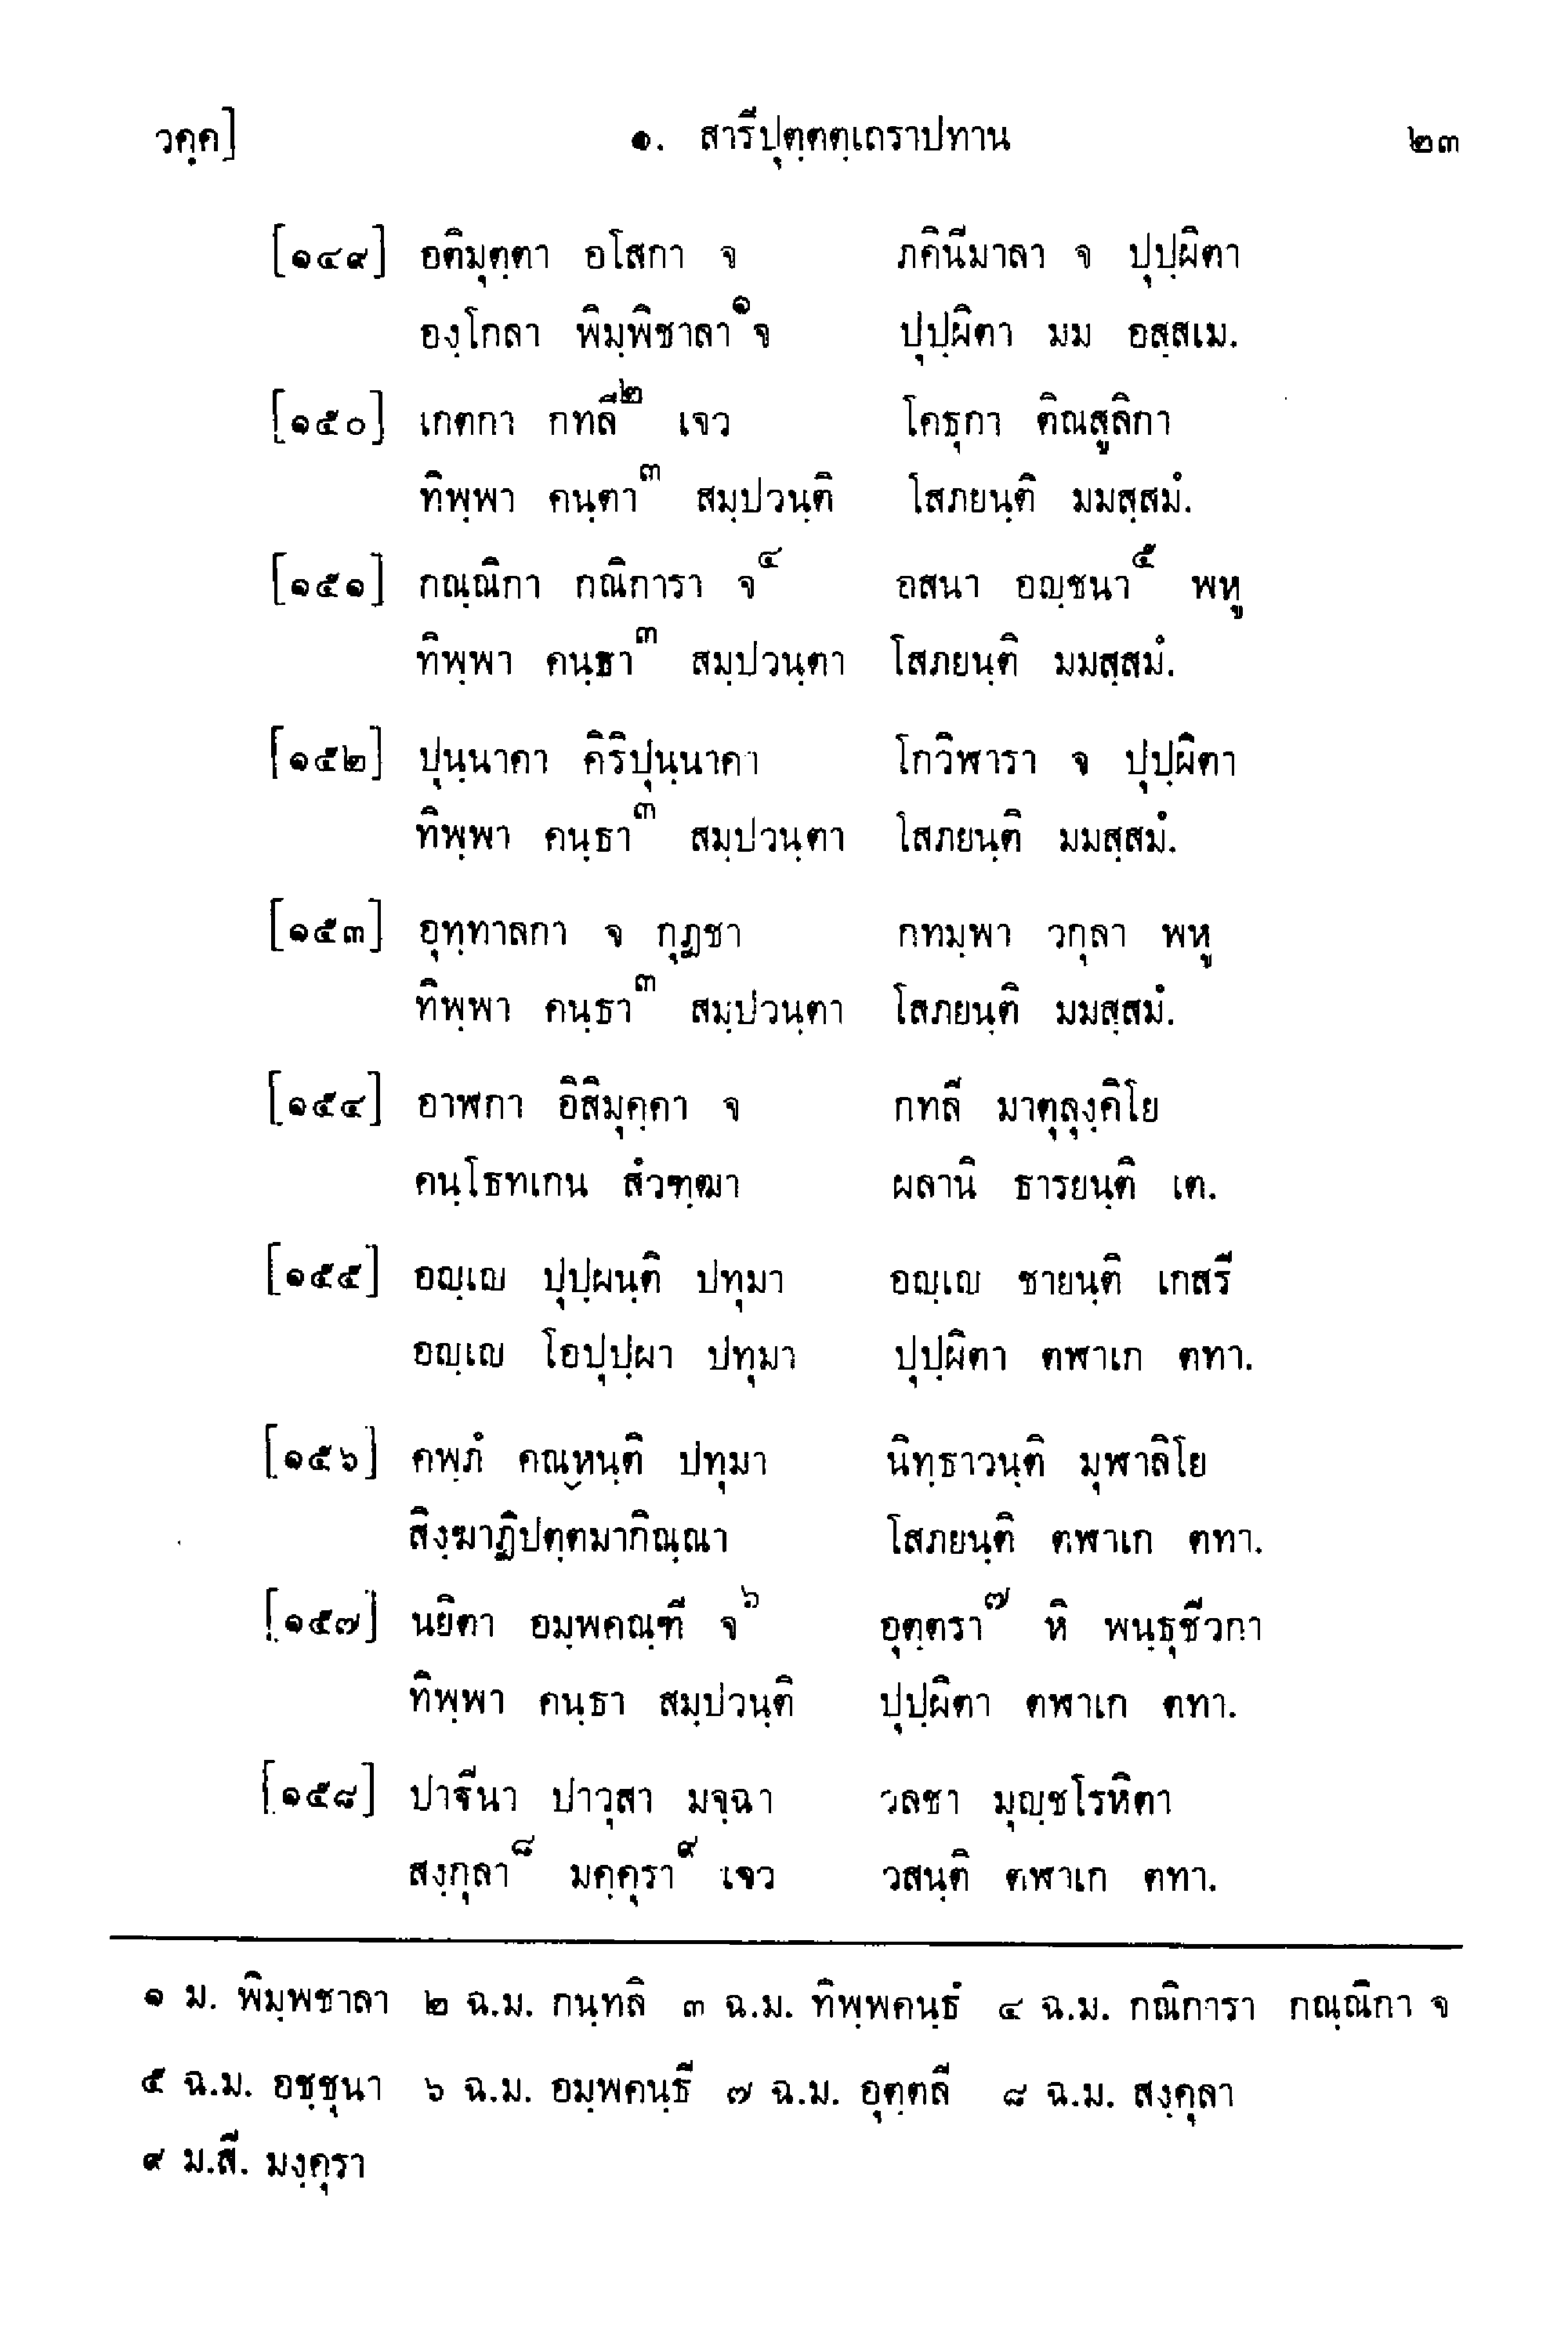 วคฺค] ๑. สารีปุตฺตตฺเถราปทาน ๒๓
[๑๔๙] อติมุตฺตา อโสกา จ ภคินีมาลา จ ปุปฺผิตา
องฺโกลา พิมฺพิชาลา๑ จ ปุปฺผิตา มม อสฺสเม.
[๑๕๐] เกตกา กทลี๒ เจว โคธุกา ติณสูลิกา
ทิพฺพา คนฺตา๓ สมฺปวนฺติ โสภยนฺติ มมสฺสมํ.
[๑๕๑] กณฺณิกา กณิการา จ๔ อสนา อญฺชนา๕ พหู
ทิพฺพา คนฺธา๓ สมฺปวนฺตา โสภยนฺติ มมสฺสมํ.
[๑๕๒] ปุนฺนาคา คิริปุนฺนาคา โกวิฬารา จ ปุปฺผิตา
ทิพฺพา คนฺธา๓ สมฺปวนฺตา โสภยนฺติ มมสฺสมํ.
[๑๕๓] อุทฺทาลกา จ กุฏชา กทมฺพา วกุลา พหู
ทิพฺพา คนฺธา๓ สมฺปวนฺตา โสภยนฺติ มมสฺสมํ.
[๑๕๔] อาฬกา อิสิมุคฺคา จ กทลี มาตุลุงฺคิโย
คนฺโธทเกน สํวฑฺฒา ผลานิ ธารยนฺติ เต.
[๑๕๕] อญฺเญ ปุปฺผนฺติ ปทุมา อญฺเญ ชายนฺติ เกสรี
อญฺเญ โอปุปฺผา ปทุมา ปุปฺผิตา ตฬาเก ตทา.
[๑๕๖] คพฺภํ คณฺหนฺติ ปทุมา นิทฺธาวนฺติ มุฬาลิโย
สิงฺฆาฏิปตฺตมากิณฺณา โสภยนฺติ ตฬาเก ตทา.
[๑๕๗] นยิตา อมฺพคณฺฑี จ๖ อุตฺตรา๗ หิ พนฺธุชีวกา
ทิพฺพา คนฺธา สมฺปวนฺติ ปุปฺผิตา ตฬาเก ตทา.
[๑๕๘] ปาฐีนา ปาวุสา มจฺฉา วลชา มุญฺชโรหิตา
สงฺกุลา๘ มคฺคุรา๙ เจว วสนฺติ ตฬาเก ตทา.
๑ ม. พิมฺพชาลา ๒ ฉ.ม. กนฺทลิ ๓ ฉ.ม. ทิพฺพคนฺธํ ๔ ฉ.ม. กณิการา กณฺณิกา จ
๕ ฉ.ม. อชฺชุนา ๖ ฉ.ม. อมฺพคนฺธี ๗ ฉ.ม. อุตฺตลี ๘ ฉ.ม. สงฺคุลา
๙ ม.สี. มงฺคุรา